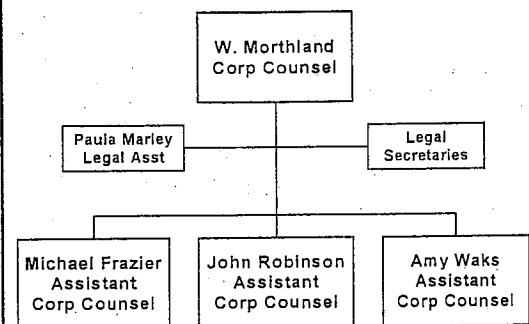 W. Morthland
Corp Counsel
Paula Marley
Legal Asst
Legal
Secretaries
Michael Frazier
Assistant
Corp Counsel
John Robinson
Assistant
Corp Counsel
Amy Waks
Assistant
Corp Counsel